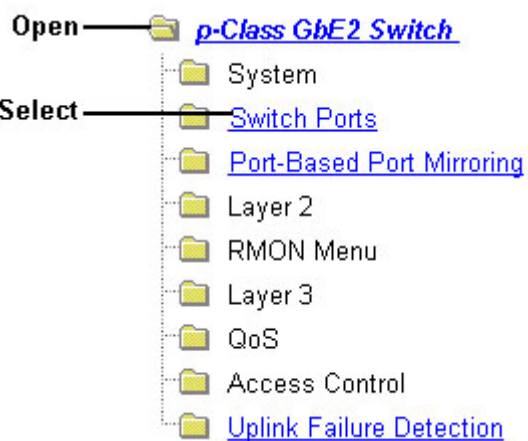 Open p-Class GbE2 Switch
System
Select Switch Ports
Port-Based Port Mirroring
Layer 2
RMON Menu
Layer 3
QoS
Access Control
Uplink Failure Detection